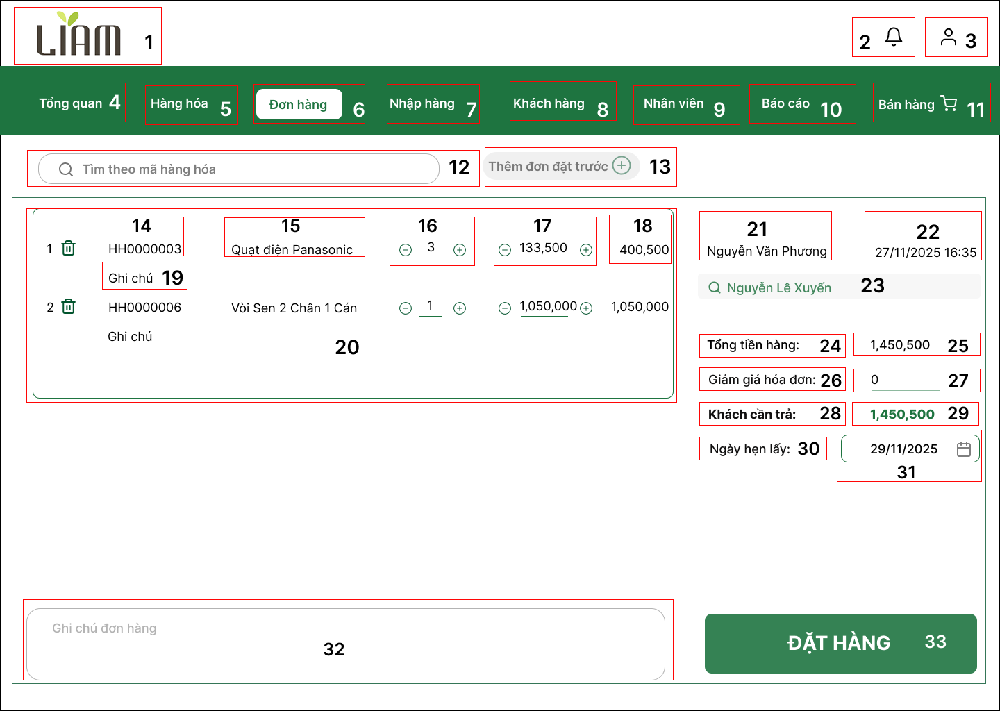 LIAM 1
2
3
Tổng quan 4
Hàng hóa 5
Đơn hàng 6
Nhập hàng 7
Khách hàng 8
Nhân viên 9
Báo cáo 10
Bán hàng 11
Tìm theo mã hàng hóa 12
Thêm đơn đặt trước 13
14 15 16 17 18
1 HH0000003 Quạt điện Panasonic 3 133,500 400,500
Ghi chú 19
2 HH0000006 Vòi Sen 2 Chân 1 Cán 1 1,050,000 1,050,000
Ghi chú
20
21 22
Nguyễn Văn Phương 27/11/2025 16:35
Nguyễn Lê Xuyến 23
Tổng tiền hàng: 24 1,450,500 25
Giảm giá hóa đơn: 26 0 27
Khách cần trả: 28 1,450,500 29
Ngày hẹn lấy: 30 29/11/2025
31
Ghi chú đơn hàng
32
ĐẶT HÀNG 33